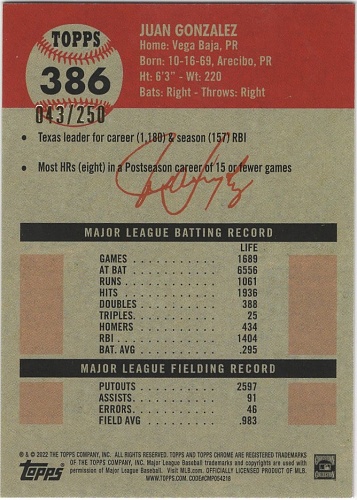 TOPPS
386
043/250
JUAN GONZALEZ
Home: Vega Baja, PR
Born: 10-16-69, Arecibo, PR
Ht: 6'3" - Wt: 220
Bats: Right - Throws: Right
• Texas leader for career (1,180) & season (157) RBI
• Most HRs (eight) in a Postseason career of 15 or fewer games
MAJOR LEAGUE BATTING RECORD
LIFE
GAMES 1689
AT BAT 6556
RUNS 1061
HITS 1936
DOUBLES 388
TRIPLES 25
HOMERS 434
RBI 1404
BAT. AVG .295
MAJOR LEAGUE FIELDING RECORD
PUTOUTS 2597
ASSISTS 91
ERRORS 46
FIELD AVG .983
topps
® & © 2022 THE TOPPS COMPANY, INC. ALL RIGHTS RESERVED. TOPPS AND TOPPS CHROME ARE REGISTERED TRADEMARKS
OF THE TOPPS COMPANY, INC. Major League Baseball trademarks and copyrights are used with
permission of Major League Baseball. Visit MLB.com. OFFICIALLY LICENSED PRODUCT OF MLB.
WWW.TOPPS.COM CODE#CMP054219